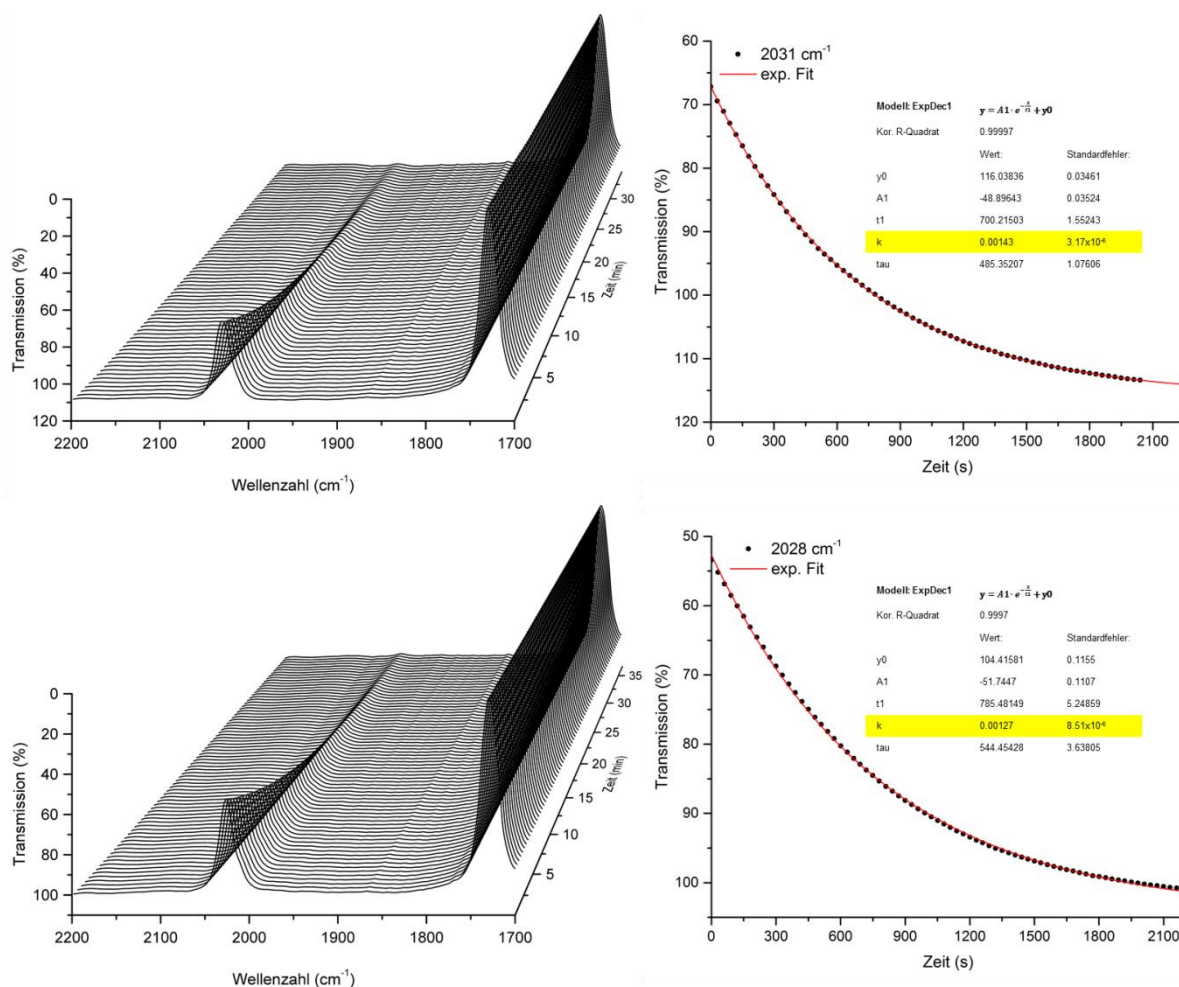 0
20
40
60
80
100
120
Transmission (%)
2200
2100
2000
1900
1800
1700
Wellenzahl (cm⁻¹)
5
10
15
20
25
30
Zeit (min)
60
70
80
90
100
110
120
Transmission (%)
2031 cm⁻¹
exp. Fit
Modell: ExpDec1 y = A1 · e^(-x/t1) + y0
Kor. R-Quadrat 0.99997
Wert: Standardfehler:
y0 116.03836 0.03461
A1 -48.89643 0.03524
t1 700.21503 1.55243
k 0.00143 3.17x10⁻⁶
tau 485.35207 1.07606
0 300 600 900 1200 1500 1800 2100
Zeit (s)
0
20
40
60
80
100
Transmission (%)
2200
2100
2000
1900
1800
1700
Wellenzahl (cm⁻¹)
5
10
15
20
25
30
35
Zeit (min)
50
60
70
80
90
100
Transmission (%)
2028 cm⁻¹
exp. Fit
Modell: ExpDec1 y = A1 · e^(-x/t1) + y0
Kor. R-Quadrat 0.9997
Wert: Standardfehler:
y0 104.41581 0.1155
A1 -51.7447 0.1107
t1 785.48149 5.24859
k 0.00127 8.51x10⁻⁶
tau 544.45428 3.63805
0 300 600 900 1200 1500 1800 2100
Zeit (s)